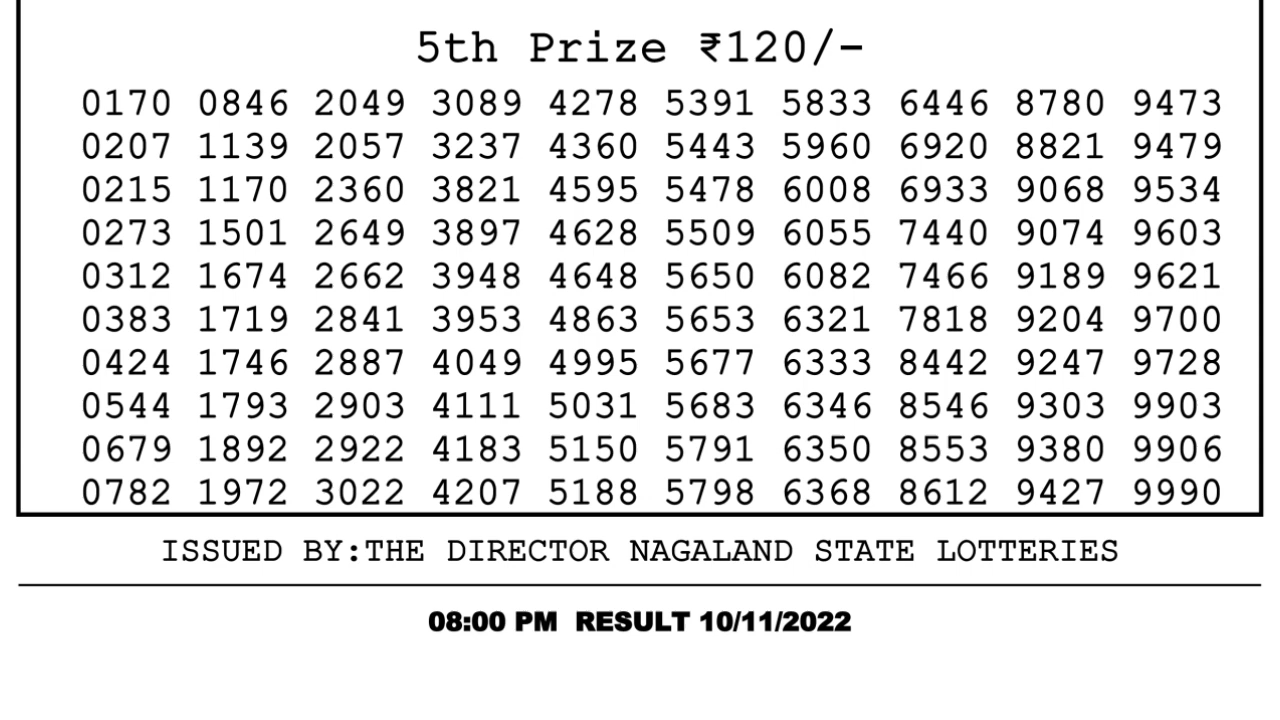 5th Prize ₹120/-
0170 0846 2049 3089 4278 5391 5833 6446 8780 9473
0207 1139 2057 3237 4360 5443 5960 6920 8821 9479
0215 1170 2360 3821 4595 5478 6008 6933 9068 9534
0273 1501 2649 3897 4628 5509 6055 7440 9074 9603
0312 1674 2662 3948 4648 5650 6082 7466 9189 9621
0383 1719 2841 3953 4863 5653 6321 7818 9204 9700
0424 1746 2887 4049 4995 5677 6333 8442 9247 9728
0544 1793 2903 4111 5031 5683 6346 8546 9303 9903
0679 1892 2922 4183 5150 5791 6350 8553 9380 9906
0782 1972 3022 4207 5188 5798 6368 8612 9427 9990
ISSUED BY:THE DIRECTOR NAGALAND STATE LOTTERIES
08:00 PM RESULT 10/11/2022